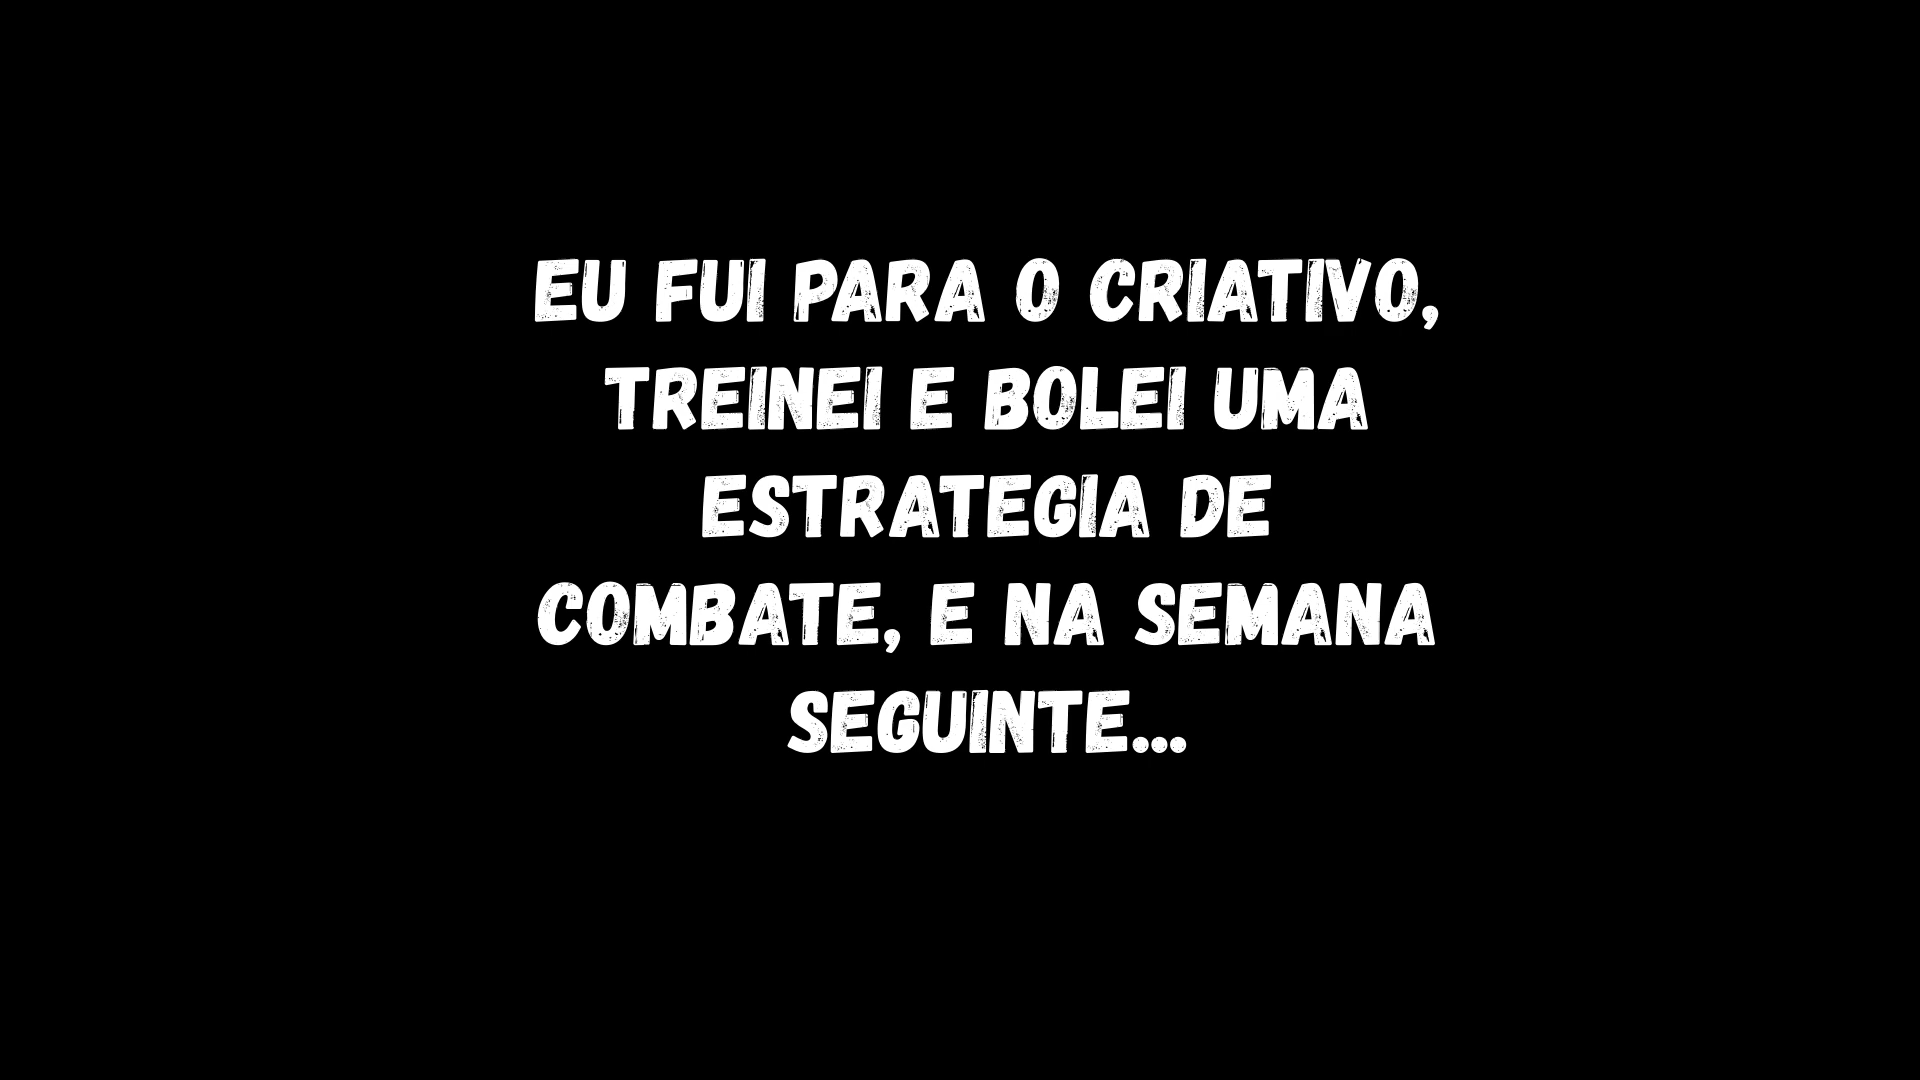 EU FUI PARA O CRIATIVO,
TREINEI E BOLEI UMA
ESTRATEGIA DE
COMBATE, E NA SEMANA
SEGUINTE...